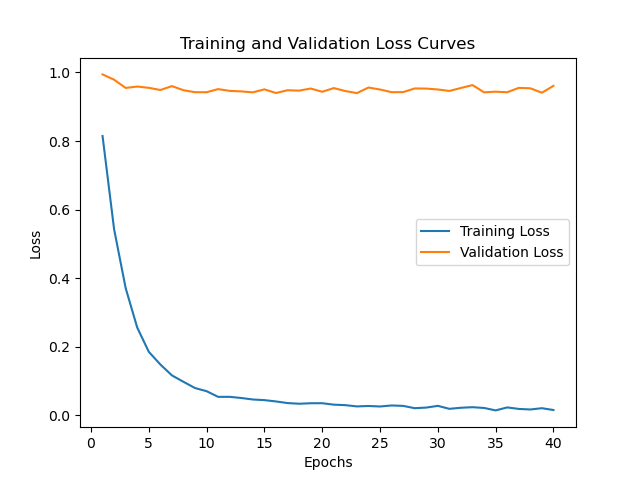 Training and Validation Loss Curves
1.0
0.8
0.6
0.4
0.2
0.0
Loss
Training Loss
Validation Loss
0 5 10 15 20 25 30 35 40
Epochs